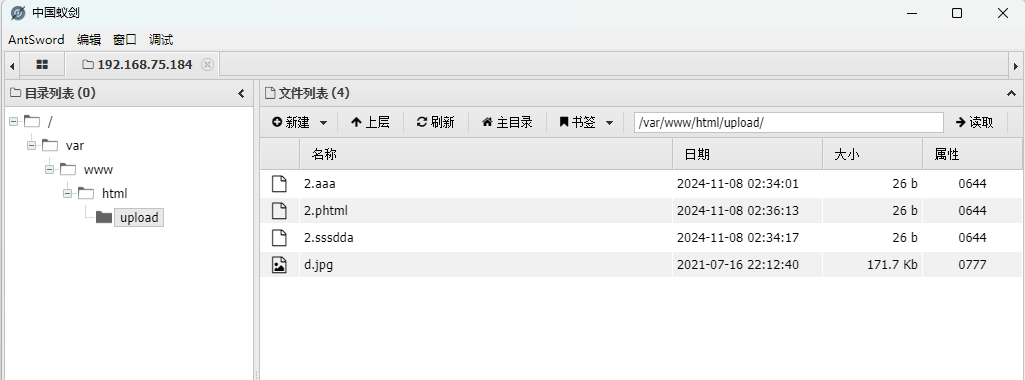 中国蚁剑
AntSword 编辑 窗口 调试
192.168.75.184
目录列表 (0)
/
var
www
html
upload
文件列表 (4)
新建 上层 刷新 主目录 书签 /var/www/html/upload/ 读取
名称 日期 大小 属性
2.aaa 2024-11-08 02:34:01 26 b 0644
2.phtml 2024-11-08 02:36:13 26 b 0644
2.sssdda 2024-11-08 02:34:17 26 b 0644
d.jpg 2021-07-16 22:12:40 171.7 Kb 0777